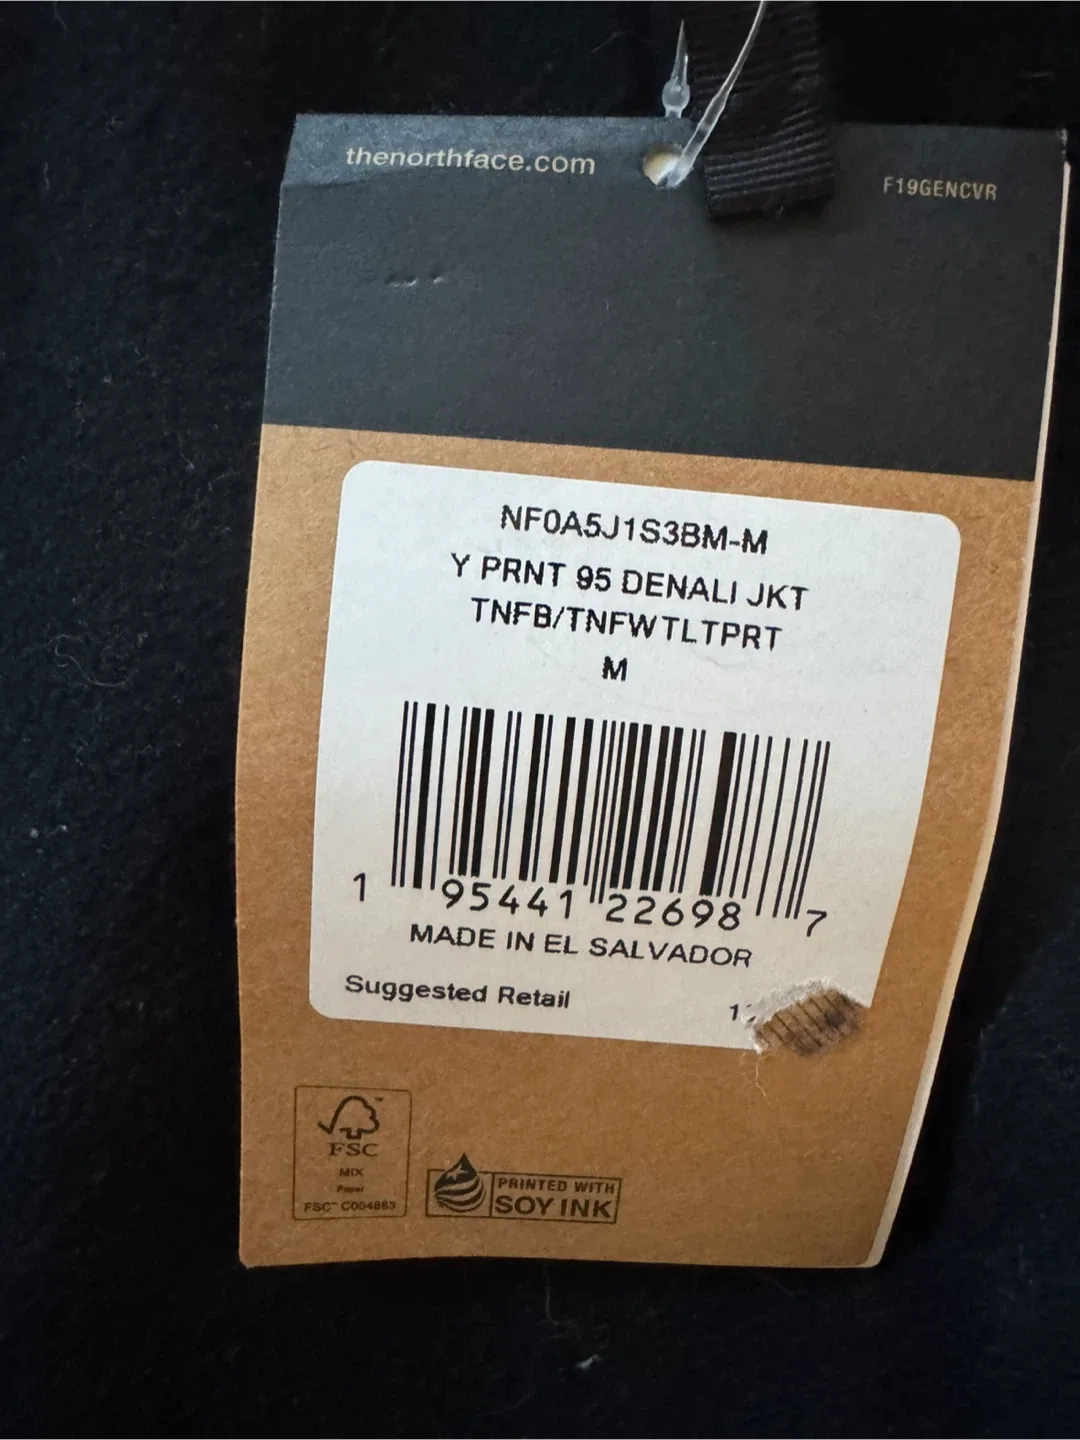 thenorthface.com
F19GENCVR
NF0A5J1S3BM-M
Y PRNT 95 DENALI JKT
TNFB/TNFWTLTPRT
M
1 95441 22698 7
MADE IN EL SALVADOR
Suggested Retail
FSC
MIX
Paper
FSC™ C004863
PRINTED WITH
SOY INK